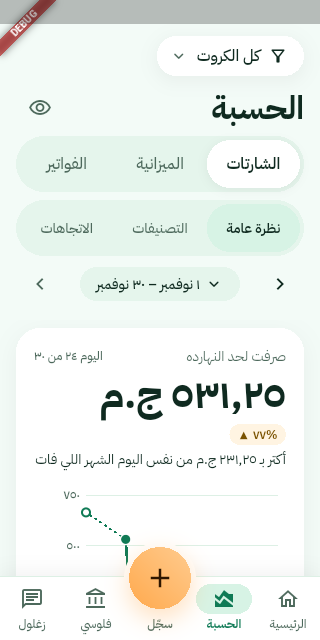 DEBUG
كل الكروت
الحسبة
الشارتات
الميزانية
الفواتير
نظرة عامة
التصنيفات
الاتجاهات
١ نوفمبر – ٣٠ نوفمبر
صرفت لحد النهارده
اليوم ٢٤ من ٣٠
٥٣١,٢٥ ج.م
▲ ٧٧%
أكتر بـ ٢٣١,٢٥ ج.م من نفس اليوم الشهر اللي فات
٧٥٠
٥٠٠
الرئيسية
الحسبة
سجّل
فلوسي
زغلول